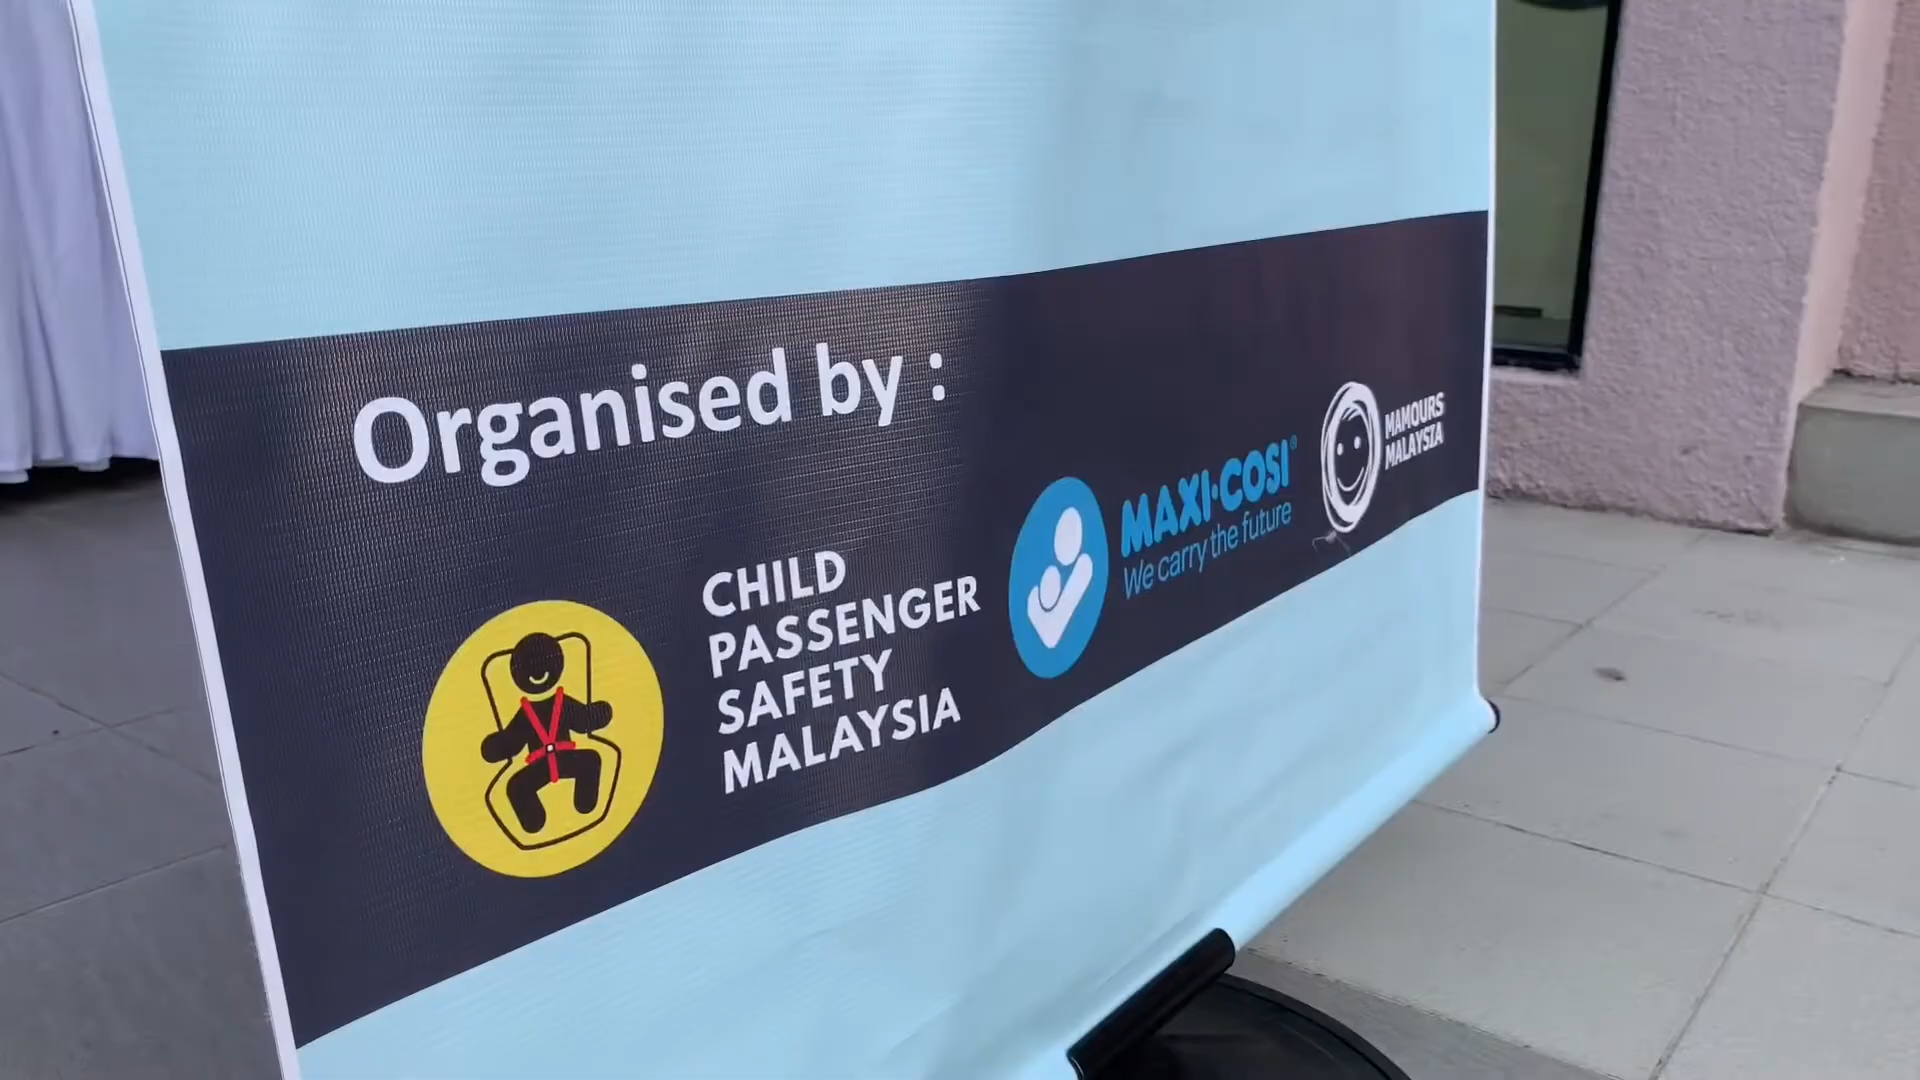 Organised by :
CHILD
PASSENGER
SAFETY
MALAYSIA
MAXI·COSI®
We carry the future
MAMOURS
MALAYSIA